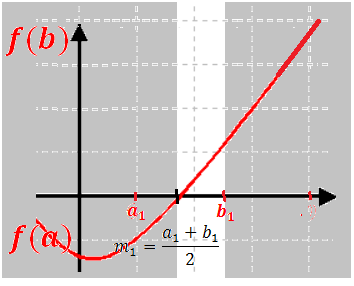 f(b)
a₁
b₁
f(a)
m₁ = (a₁ + b₁)/2